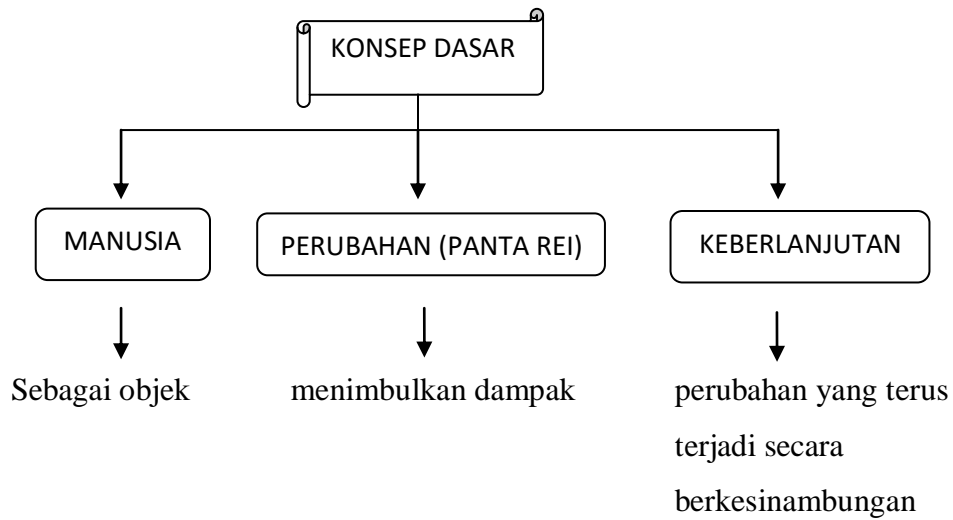 KONSEP DASAR
MANUSIA
PERUBAHAN (PANTA REI)
KEBERLANJUTAN
Sebagai objek
menimbulkan dampak
perubahan yang terus
terjadi secara
berkesinambungan